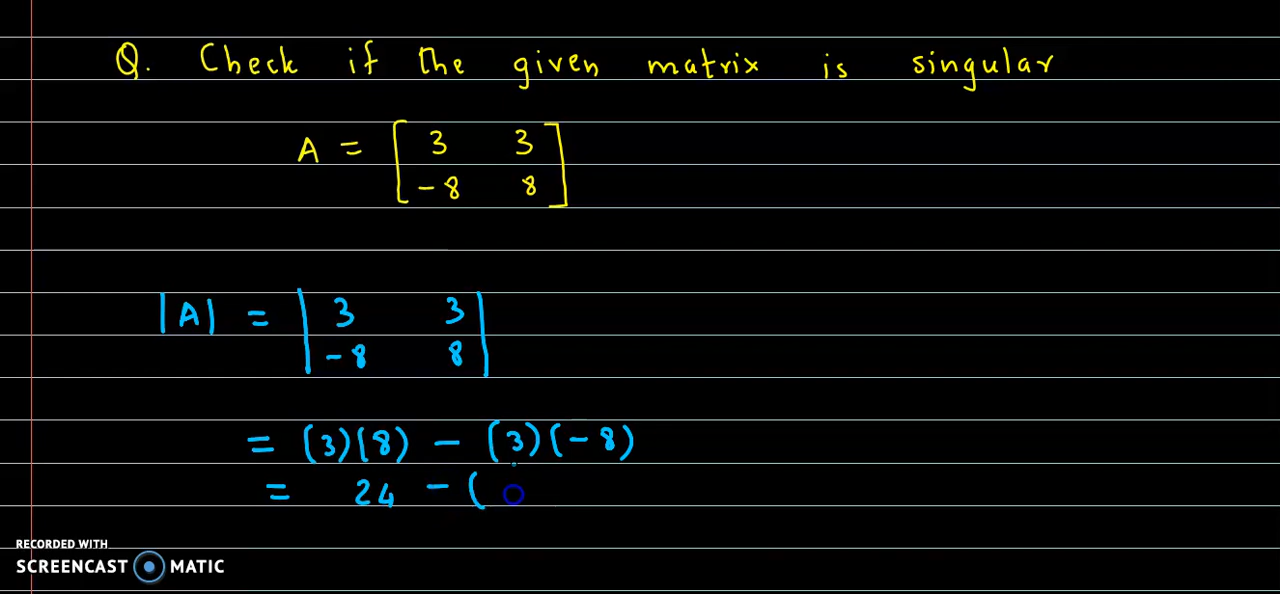 Q. Check if the given matrix is singular
A = [ 3 3
-8 8 ]
|A| = | 3 3
-8 8 |
= (3)(8) - (3)(-8)
= 24 - (
RECORDED WITH
SCREENCAST MATIC